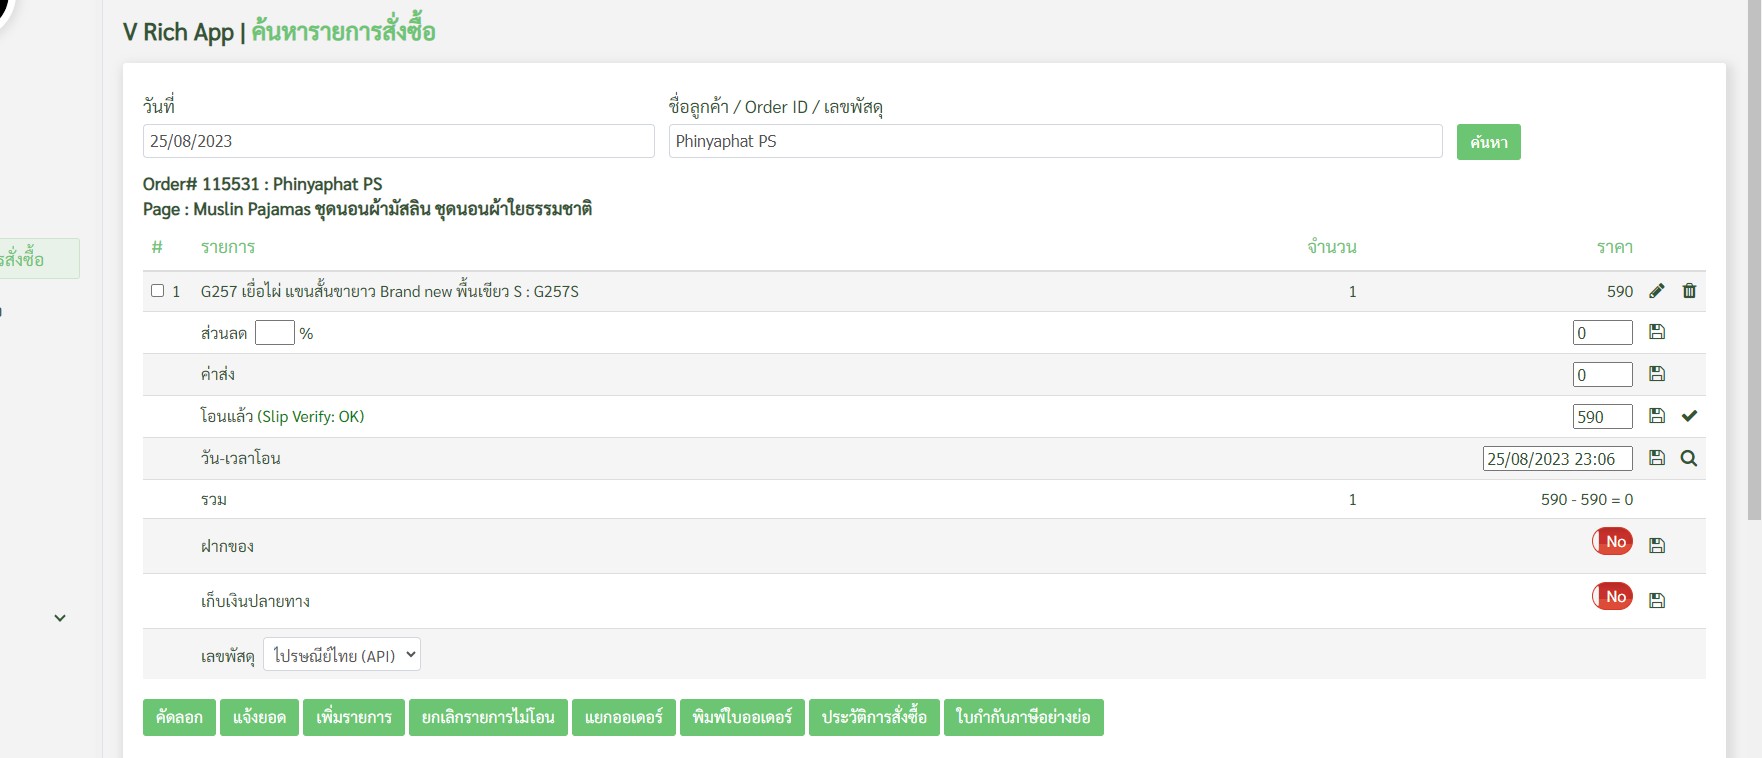 V Rich App | ค้นหารายการสั่งซื้อ
วันที่ ชื่อลูกค้า / Order ID / เลขพัสดุ
25/08/2023 Phinyaphat PS ค้นหา
Order# 115531 : Phinyaphat PS
Page : Muslin Pajamas ชุดนอนผ้ามัสลิน ชุดนอนผ้าใยธรรมชาติ
# รายการ จำนวน ราคา
1 G257 เยื่อไผ่ แขนสั้นขายาว Brand new พื้นเขียว S : G257S 1 590
ส่วนลด % 0
ค่าส่ง 0
โอนแล้ว (Slip Verify: OK) 590
วัน-เวลาโอน 25/08/2023 23:06
รวม 1 590 - 590 = 0
ฝากของ No
เก็บเงินปลายทาง No
เลขพัสดุ ไปรษณีย์ไทย (API)
คัดลอก แจ้งยอด เพิ่มรายการ ยกเลิกรายการไม่โอน แยกออเดอร์ พิมพ์ใบออเดอร์ ประวัติการสั่งซื้อ ใบกำกับภาษีอย่างย่อ
สั่งซื้อ